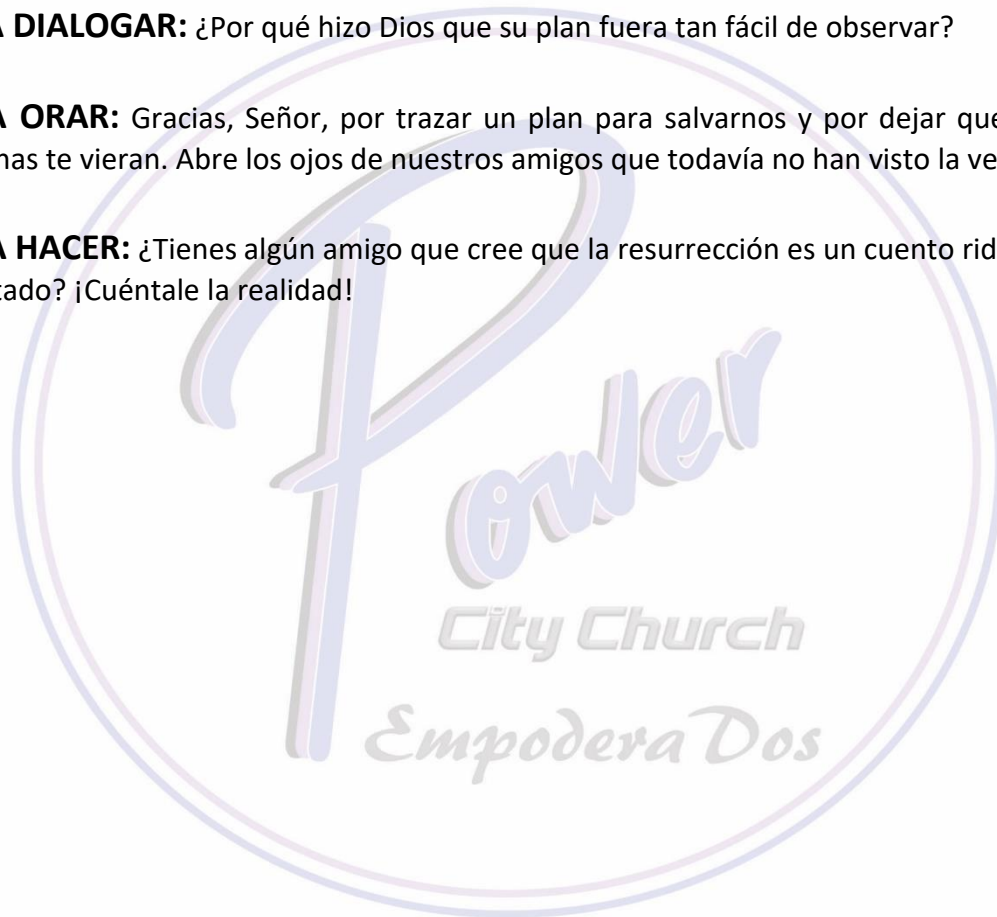 A DIALOGAR: ¿Por qué hizo Dios que su plan fuera tan fácil de observar?
A ORAR: Gracias, Señor, por trazar un plan para salvarnos y por dejar que
nas te vieran. Abre los ojos de nuestros amigos que todavía no han visto la ve
A HACER: ¿Tienes algún amigo que cree que la resurrección es un cuento rid
tado? ¡Cuéntale la realidad!
Power
City Church
EmpoderaDos